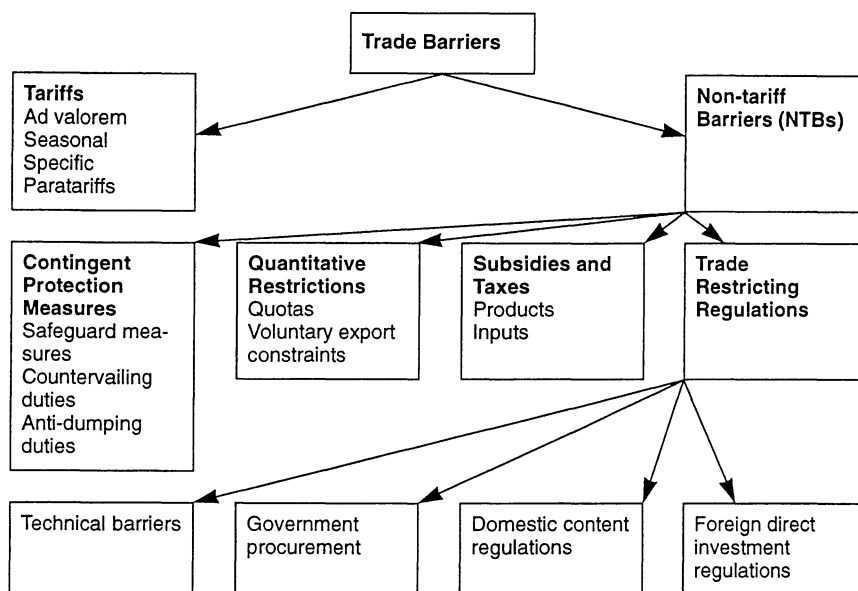 Trade Barriers
Tariffs
Ad valorem
Seasonal
Specific
Paratariffs
Non-tariff
Barriers (NTBs)
Contingent
Protection
Measures
Safeguard mea-
sures
Countervailing
duties
Anti-dumping
duties
Quantitative
Restrictions
Quotas
Voluntary export
constraints
Subsidies and
Taxes
Products
Inputs
Trade
Restricting
Regulations
Technical barriers
Government
procurement
Domestic content
regulations
Foreign direct
investment
regulations